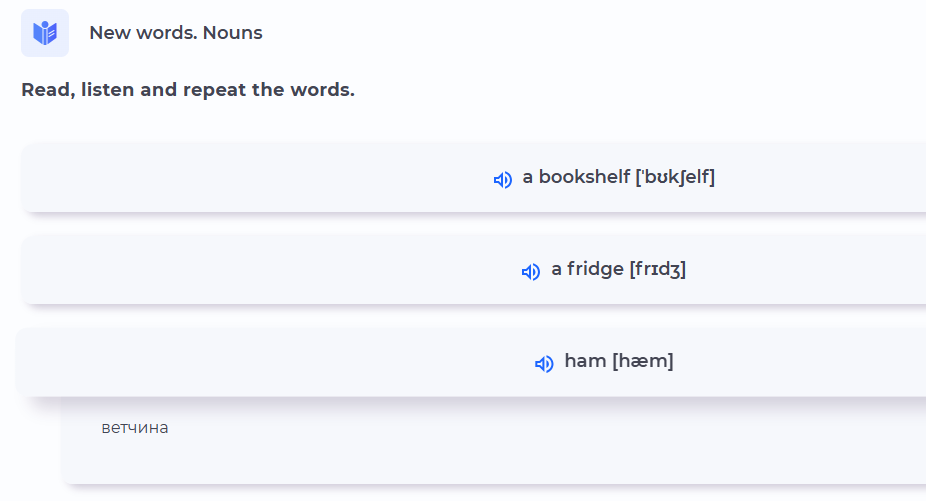 New words. Nouns
Read, listen and repeat the words.
a bookshelf [ˈbʊkʃelf]
a fridge [frɪdʒ]
ham [hæm]
ветчина